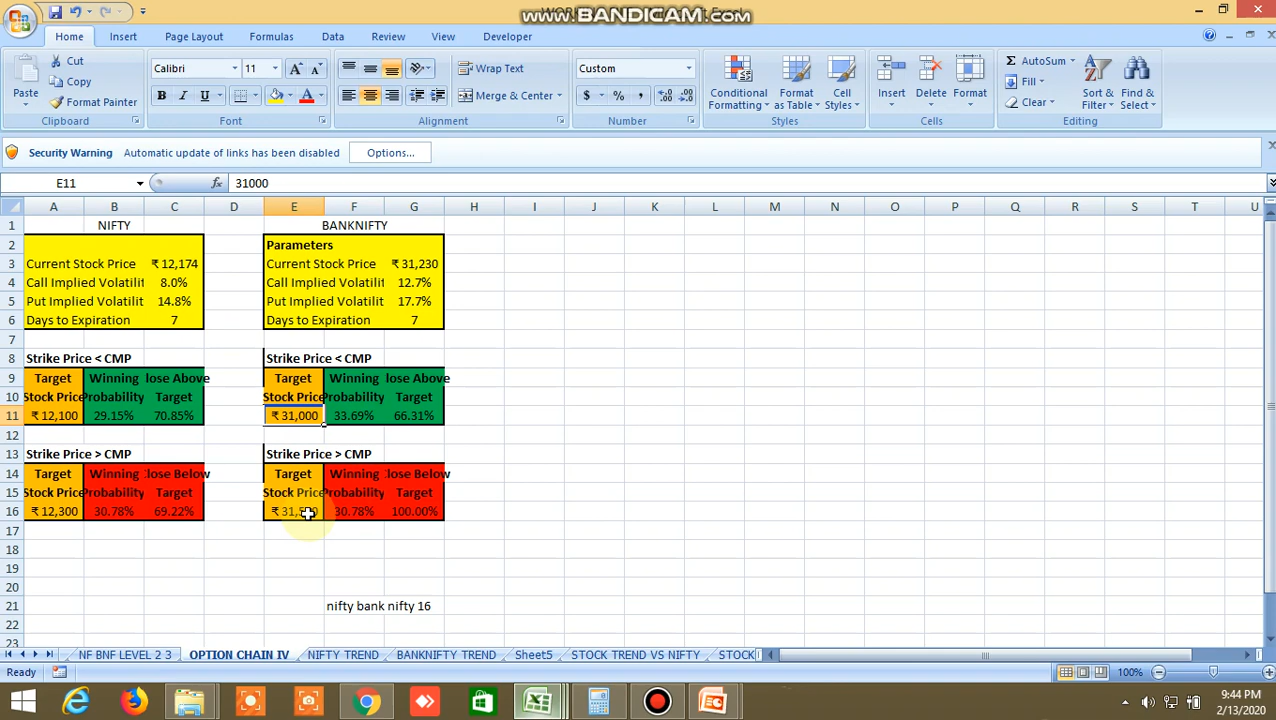 www.BANDICAM.com
Home Insert Page Layout Formulas Data Review View Developer
Cut
Copy
Format Painter
Paste
Clipboard
Calibri 11
Font
Wrap Text
Merge & Center
Alignment
Custom
Number
Conditional Formatting
Format as Table
Cell Styles
Styles
Insert Delete Format
Cells
AutoSum
Fill
Clear
Sort & Filter
Find & Select
Editing
Security Warning Automatic update of links has been disabled Options...
E11 fx 31000
A B C D E F G H I J K L M N O P Q R S T U
1 NIFTY BANKNIFTY
2 Parameters
3 Current Stock Price ₹ 12,174 Current Stock Price ₹ 31,230
4 Call Implied Volatilit 8.0% Call Implied Volatilit 12.7%
5 Put Implied Volatilit 14.8% Put Implied Volatilit 17.7%
6 Days to Expiration 7 Days to Expiration 7
7
8 Strike Price < CMP Strike Price < CMP
9 Target Winning lose Above Target Winning lose Above
10 Stock Price Probability Target Stock Price Probability Target
11 ₹ 12,100 29.15% 70.85% ₹ 31,000 33.69% 66.31%
12
13 Strike Price > CMP Strike Price > CMP
14 Target Winning lose Below Target Winning lose Below
15 Stock Price Probability Target Stock Price Probability Target
16 ₹ 12,300 30.78% 69.22% 30.78% 100.00%
17
18
19
20
21 nifty bank nifty 16
22
23
NF BNF LEVEL 2 3 OPTION CHAIN IV NIFTY TREND BANKNIFTY TREND Sheet5 STOCK TREND VS NIFTY STOCK
Ready 100%
9:44 PM
2/13/2020